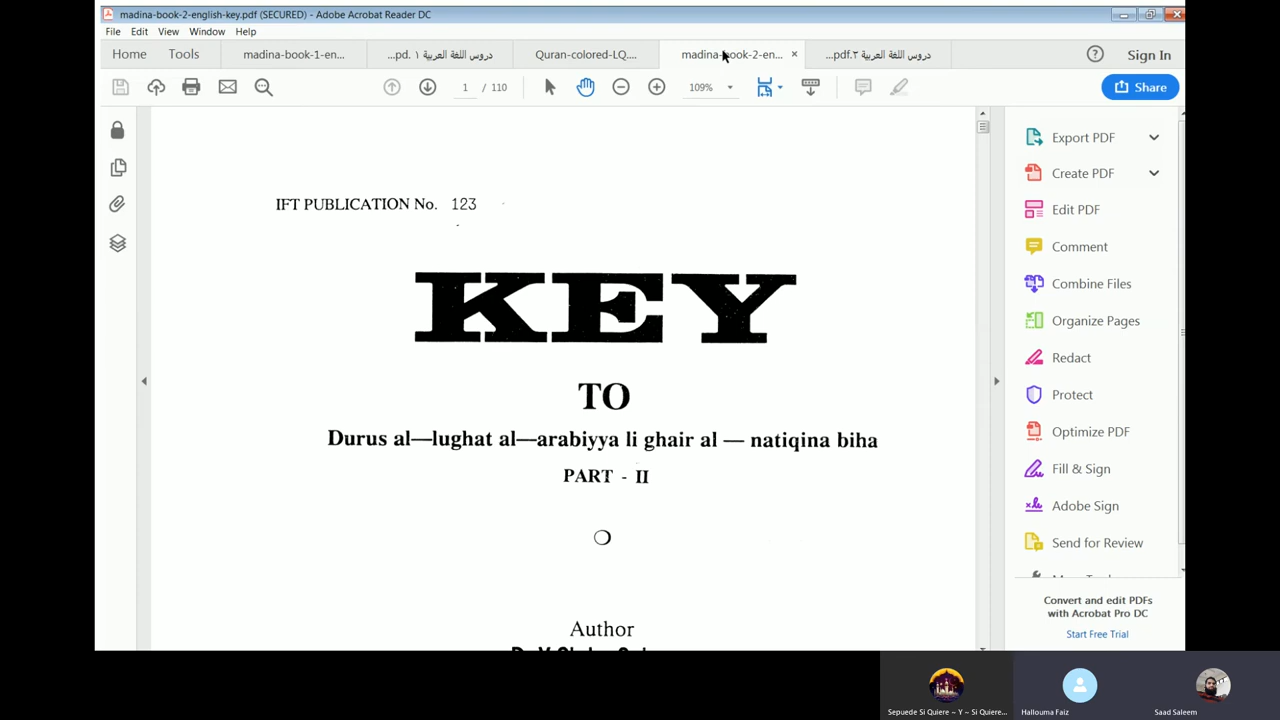 madina-book-2-english-key.pdf (SECURED) - Adobe Acrobat Reader DC
File Edit View Window Help
Home Tools madina-book-1-en... ...pd. ١ دروس اللغة العربية Quran-colored-LQ.... madina-book-2-en... × ...pdf.٢ دروس اللغة العربية Sign In
1 / 110 109% Share
IFT PUBLICATION No. 123
KEY
TO
Durus al—lughat al—arabiyya li ghair al — natiqina biha
PART - II
Author
Export PDF
Create PDF
Edit PDF
Comment
Combine Files
Organize Pages
Redact
Protect
Optimize PDF
Fill & Sign
Adobe Sign
Send for Review
Convert and edit PDFs
with Acrobat Pro DC
Start Free Trial
Sepuede Si Quiere ~ Y ~ Si Quiere...
Hallouma Faiz
Saad Saleem